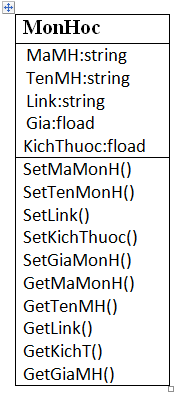 MonHoc
MaMH:string
TenMH:string
Link:string
Gia:fload
KichThuoc:fload
SetMaMonH()
SetTenMonH()
SetLink()
SetKichThuoc()
SetGiaMonH()
GetMaMonH()
GetTenMH()
GetLink()
GetKichT()
GetGiaMH()